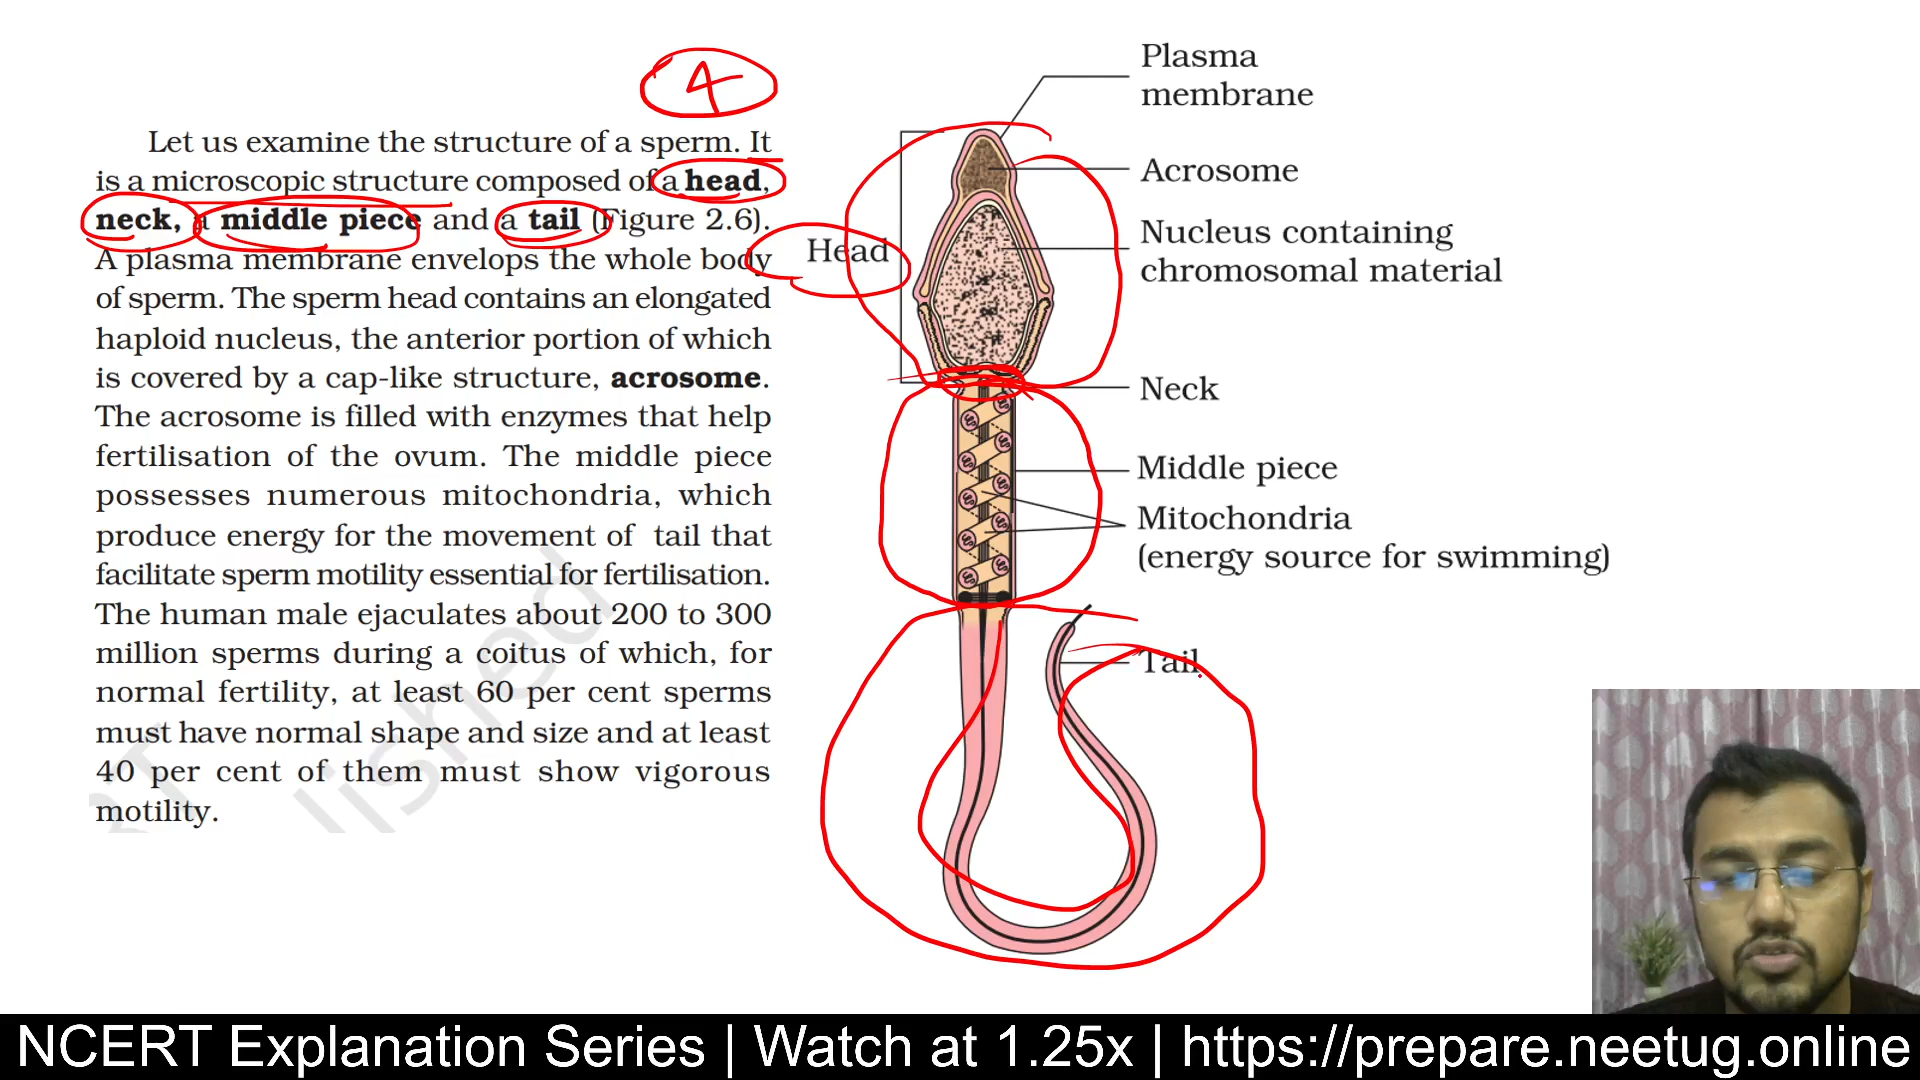 4
Let us examine the structure of a sperm. It
is a microscopic structure composed of a head,
neck, a middle piece and a tail (Figure 2.6).
A plasma membrane envelops the whole body
of sperm. The sperm head contains an elongated
haploid nucleus, the anterior portion of which
is covered by a cap-like structure, acrosome.
The acrosome is filled with enzymes that help
fertilisation of the ovum. The middle piece
possesses numerous mitochondria, which
produce energy for the movement of tail that
facilitate sperm motility essential for fertilisation.
The human male ejaculates about 200 to 300
million sperms during a coitus of which, for
normal fertility, at least 60 per cent sperms
must have normal shape and size and at least
40 per cent of them must show vigorous
motility.
Plasma
membrane
Acrosome
Nucleus containing
chromosomal material
Head
Neck
Middle piece
Mitochondria
(energy source for swimming)
Tail
NCERT Explanation Series | Watch at 1.25x | https://prepare.neetug.online